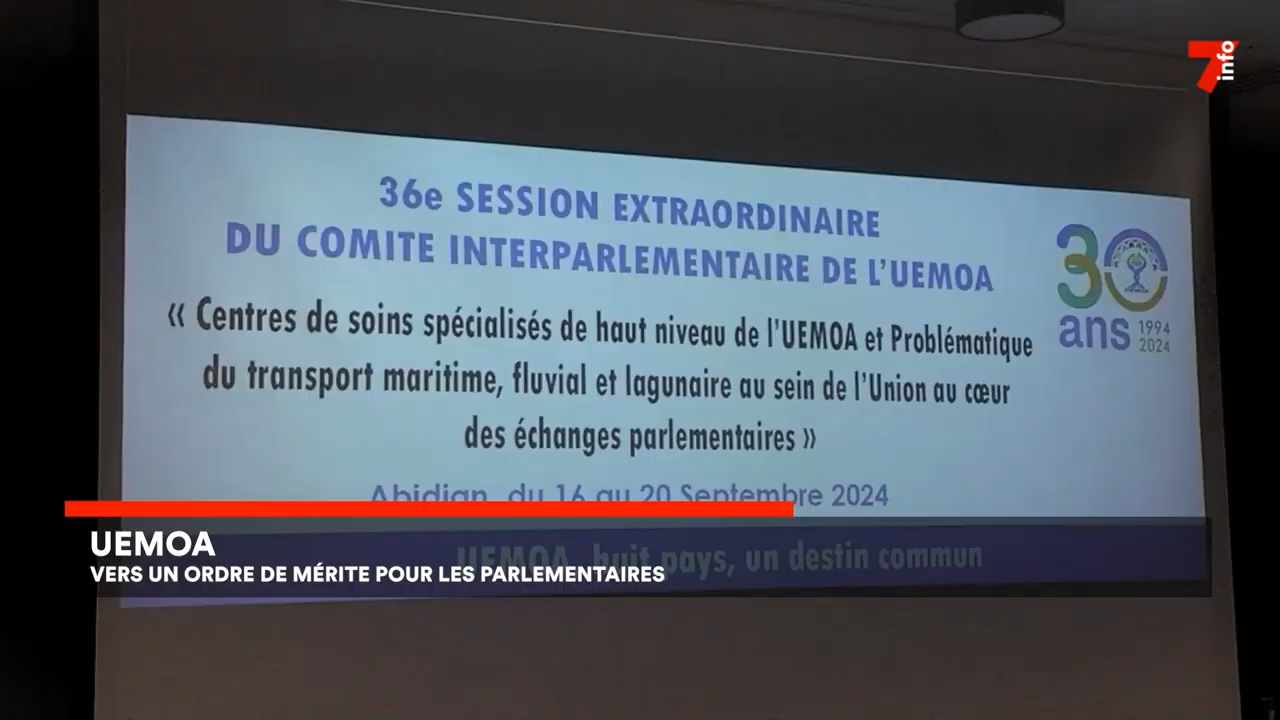 7 info
36e SESSION EXTRAORDINAIRE
DU COMITE INTERPARLEMENTAIRE DE L'UEMOA
30
ans 1994
2024
« Centres de soins spécialisés de haut niveau de l'UEMOA et Problématique
du transport maritime, fluvial et lagunaire au sein de l'Union au cœur
des échanges parlementaires »
Abidjan, du 16 au 20 Septembre 2024
UEMOA, huit pays, un destin commun
UEMOA
VERS UN ORDRE DE MÉRITE POUR LES PARLEMENTAIRES